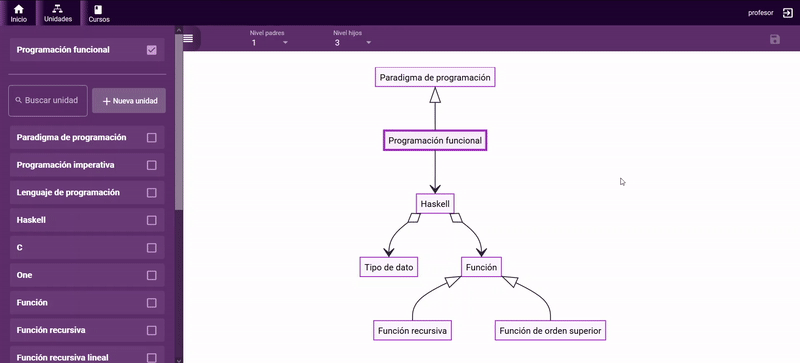 Inicio
Unidades
Cursos
profesor
Programación funcional
Buscar unidad
Nueva unidad
Paradigma de programación
Programación imperativa
Lenguaje de programación
Haskell
C
One
Función
Función recursiva
Función recursiva lineal
Nivel padres
1
Nivel hijos
3
Paradigma de programación
Programación funcional
Haskell
Tipo de dato
Función
Función recursiva
Función de orden superior